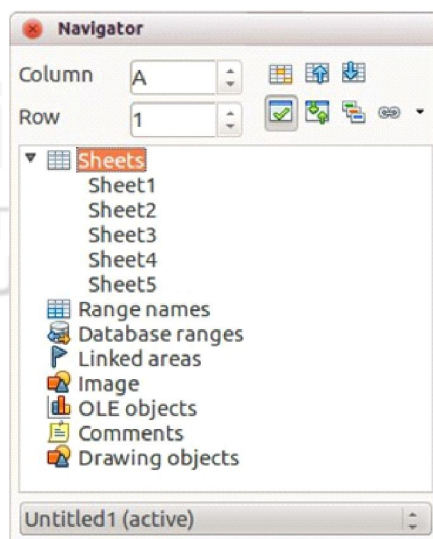 Navigator
Column A
Row 1
Sheets
Sheet1
Sheet2
Sheet3
Sheet4
Sheet5
Range names
Database ranges
Linked areas
Image
OLE objects
Comments
Drawing objects
Untitled1 (active)